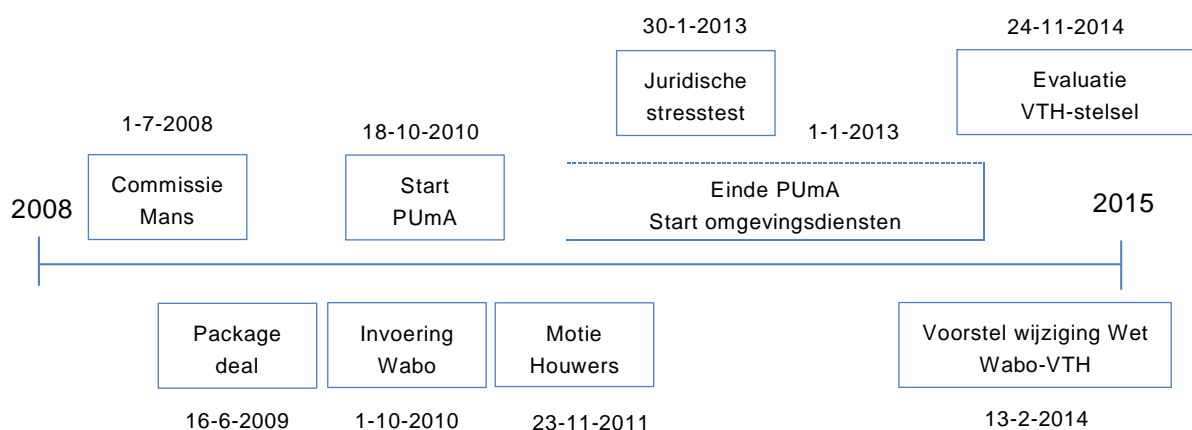 30-1-2013
24-11-2014
Juridische
stresstest
Evaluatie
VTH-stelsel
1-7-2008
18-10-2010
1-1-2013
Commissie
Mans
Start
PUmA
Einde PUmA
Start omgevingsdiensten
2008
2015
Package
deal
Invoering
Wabo
Motie
Houwers
Voorstel wijziging Wet
Wabo-VTH
16-6-2009
1-10-2010
23-11-2011
13-2-2014